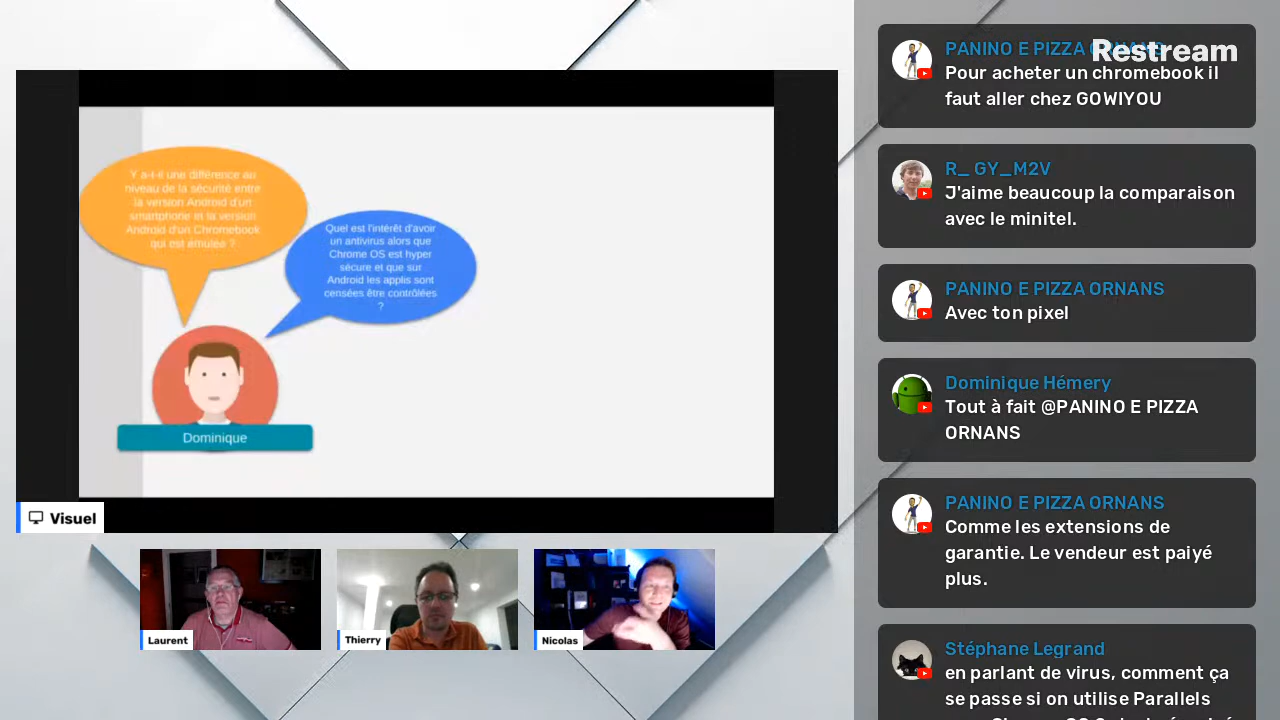 Y a-t-il une différence au
niveau de la sécurité entre
la version Android d'un
smartphone et la version
Android d'un Chromebook
qui est émulée ?
Quel est l'intérêt d'avoir
un antivirus alors que
Chrome OS est hyper
sécure et que sur
Android les applis sont
censées être contrôlées
?
Dominique
Visuel
Laurent
Thierry
Nicolas
Restream
PANINO E PIZZA ORNANS
Pour acheter un chromebook il
faut aller chez GOWIYOU
R_ GY_M2V
J'aime beaucoup la comparaison
avec le minitel.
PANINO E PIZZA ORNANS
Avec ton pixel
Dominique Hémery
Tout à fait @PANINO E PIZZA
ORNANS
PANINO E PIZZA ORNANS
Comme les extensions de
garantie. Le vendeur est paiyé
plus.
Stéphane Legrand
en parlant de virus, comment ça
se passe si on utilise Parallels